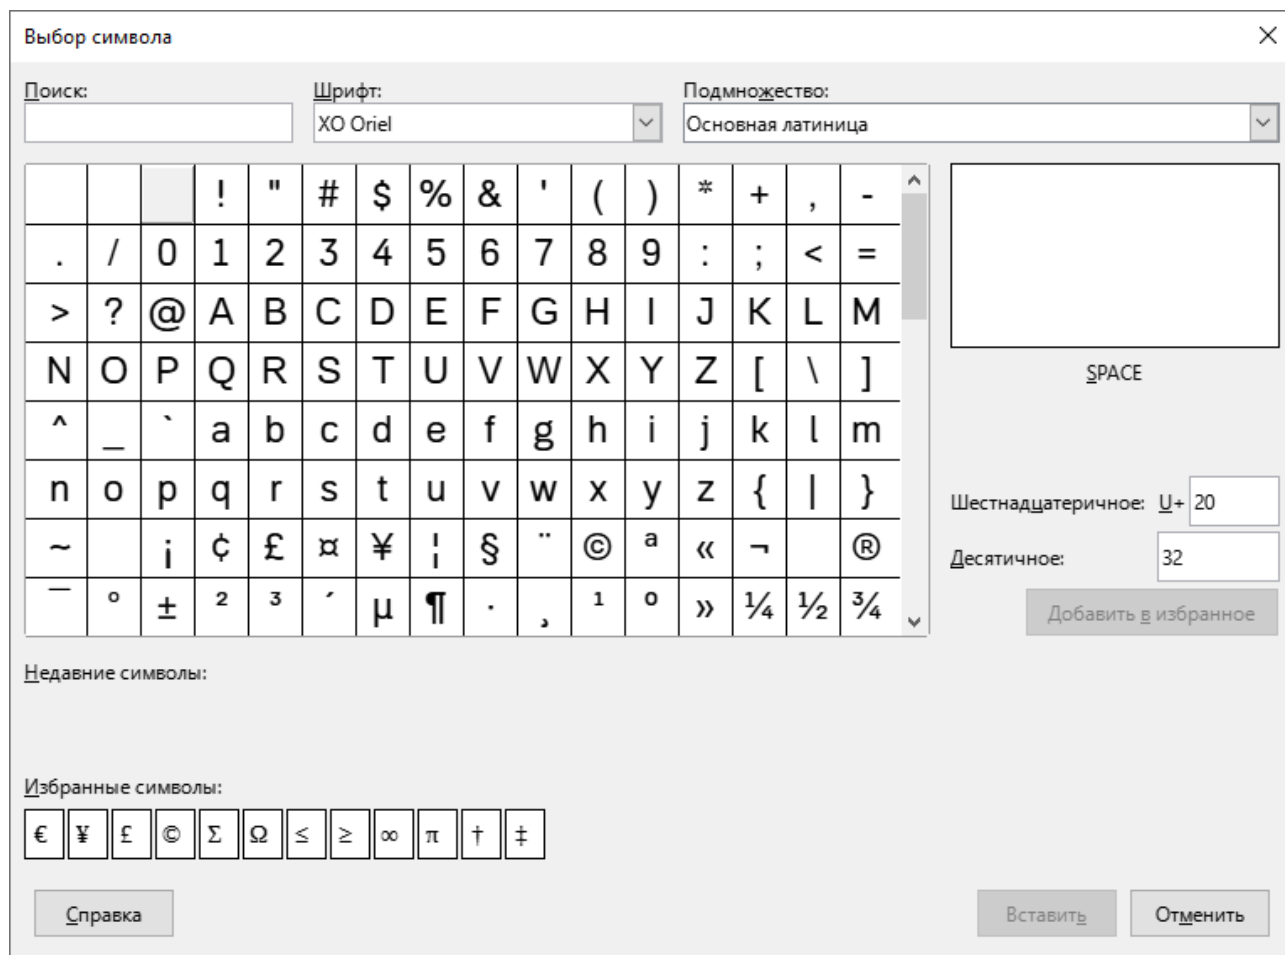 Выбор символа
Поиск: Шрифт: Подмножество:
XO Oriel Основная латиница
! " # $ % & ' ( ) * + , -
. / 0 1 2 3 4 5 6 7 8 9 : ; < =
> ? @ A B C D E F G H I J K L M
N O P Q R S T U V W X Y Z [ \ ]
^ _ ` a b c d e f g h i j k l m
n o p q r s t u v w x y z { | }
~ ¡ ¢ £ ¤ ¥ ¦ § ¨ © ª « ¬ ®
¯ ° ± ² ³ ´ µ ¶ · ¸ ¹ º » ¼ ½ ¾
SPACE
Шестнадцатеричное: U+ 20
Десятичное: 32
Добавить в избранное
Недавние символы:
Избранные символы:
€ ¥ £ © Σ Ω ≤ ≥ ∞ π † ‡
Справка Вставить Отменить